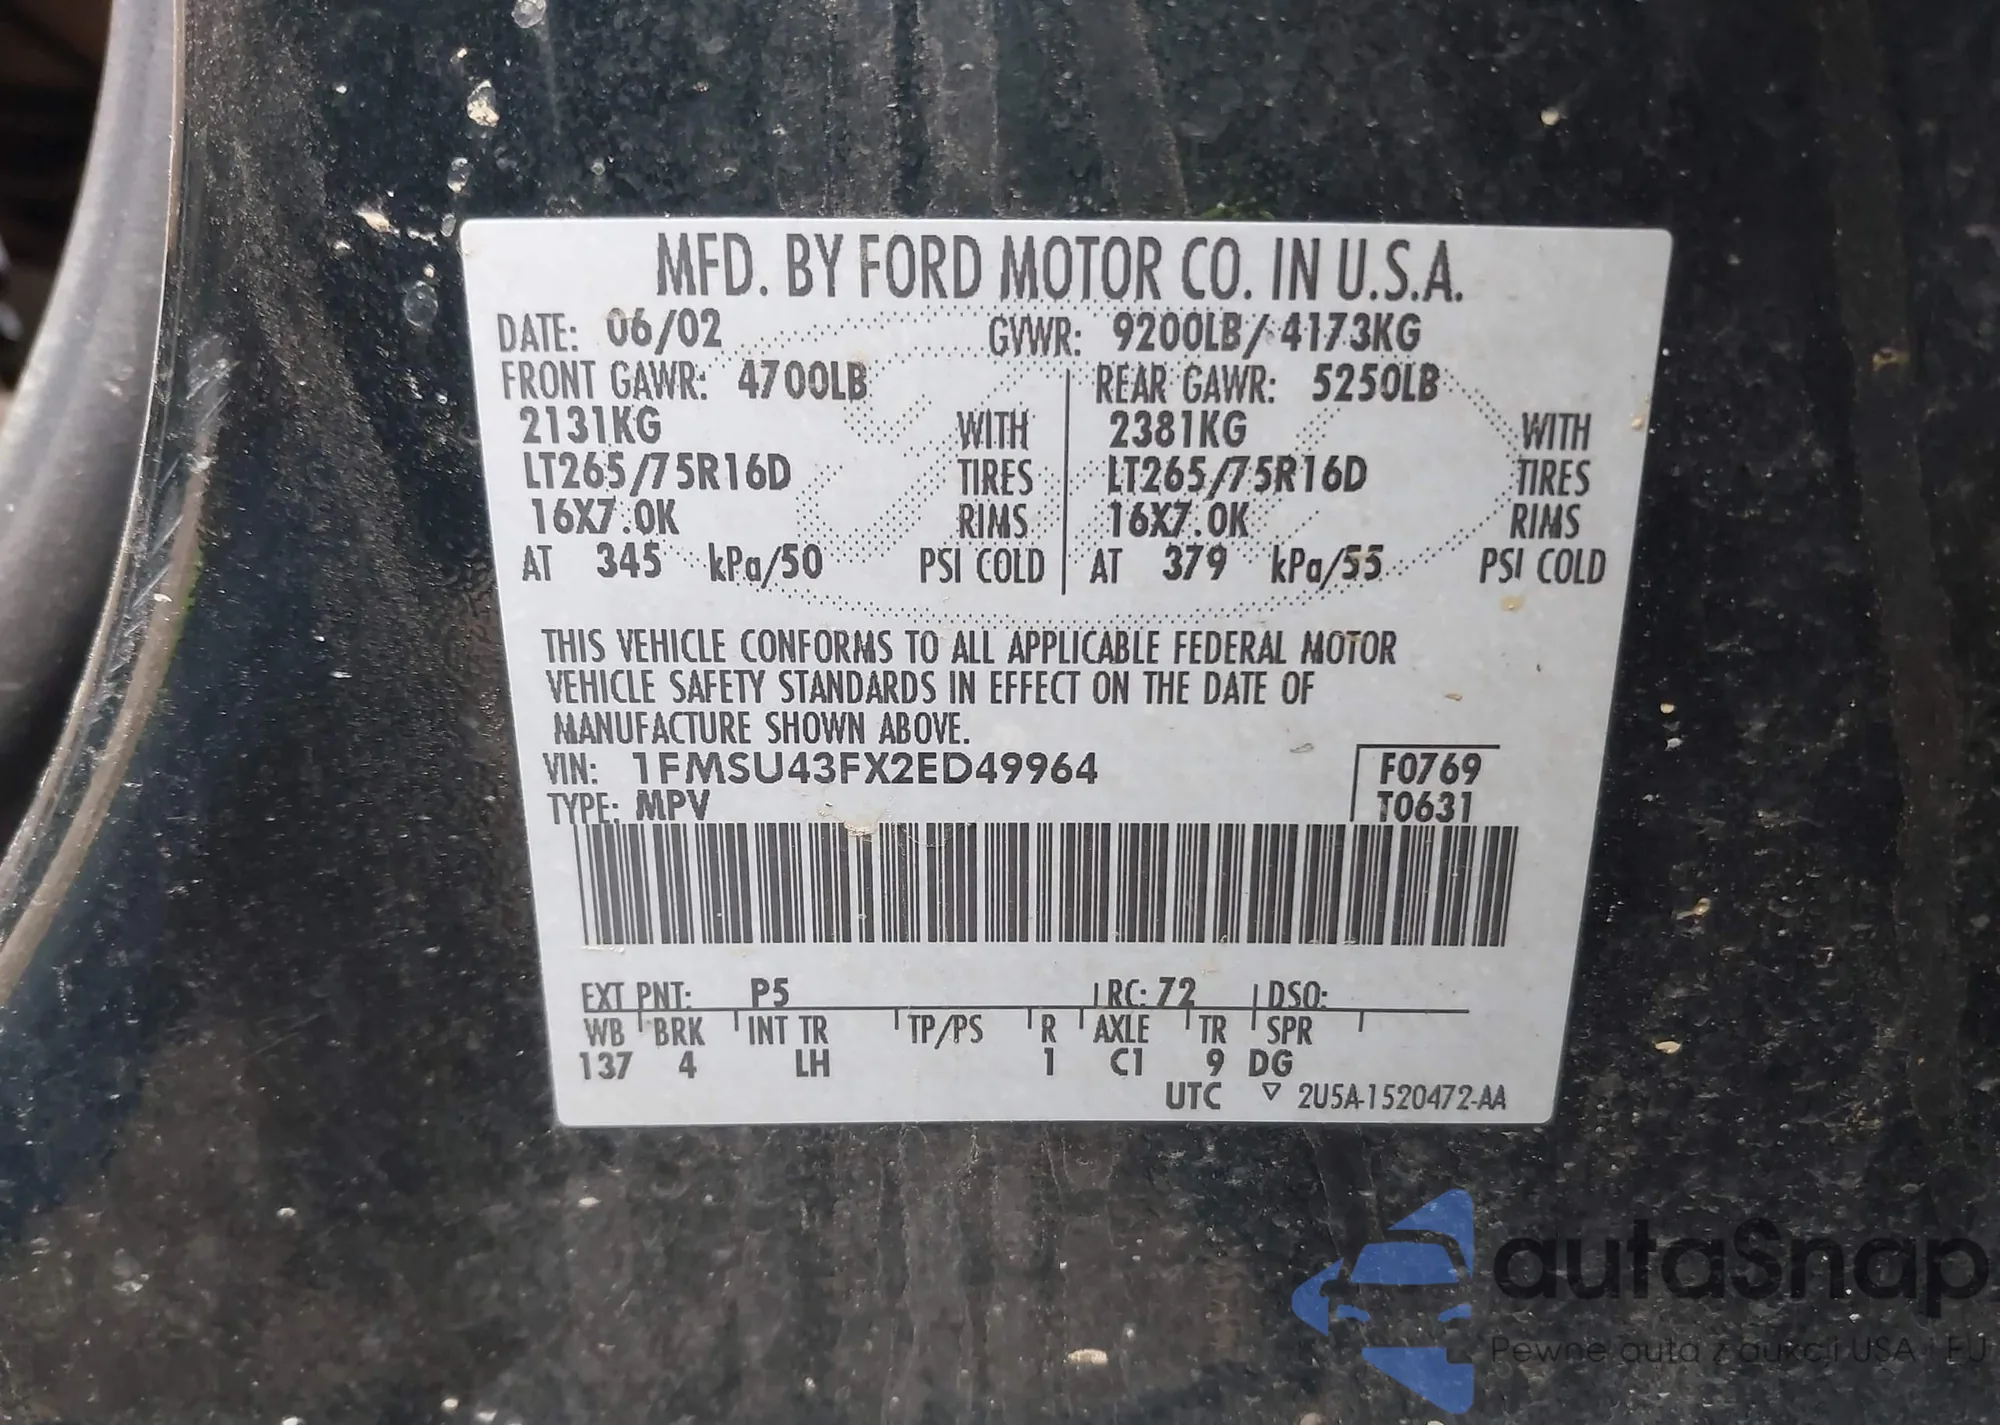 MFD. BY FORD MOTOR CO. IN U.S.A.
DATE: 06/02 GVWR: 9200LB/ 4173KG
FRONT GAWR: 4700LB REAR GAWR: 5250LB
2131KG WITH 2381KG WITH
LT265/75R16D TIRES LT265/75R16D TIRES
16X7.0K RIMS 16X7.0K RIMS
AT 345 kPa/50 PSI COLD AT 379 kPa/55 PSI COLD
THIS VEHICLE CONFORMS TO ALL APPLICABLE FEDERAL MOTOR
VEHICLE SAFETY STANDARDS IN EFFECT ON THE DATE OF
MANUFACTURE SHOWN ABOVE.
VIN: 1FMSU43FX2ED49964 F0769
TYPE: MPV T0631
EXT PNT: P5 RC: 72 DSO:
WB BRK INT TR TP/PS R AXLE TR SPR
137 4 LH 1 C1 9 DG
UTC ▽ 2U5A-1520472-AA
autaSnap
Pewne auta z aukcji USA i EU